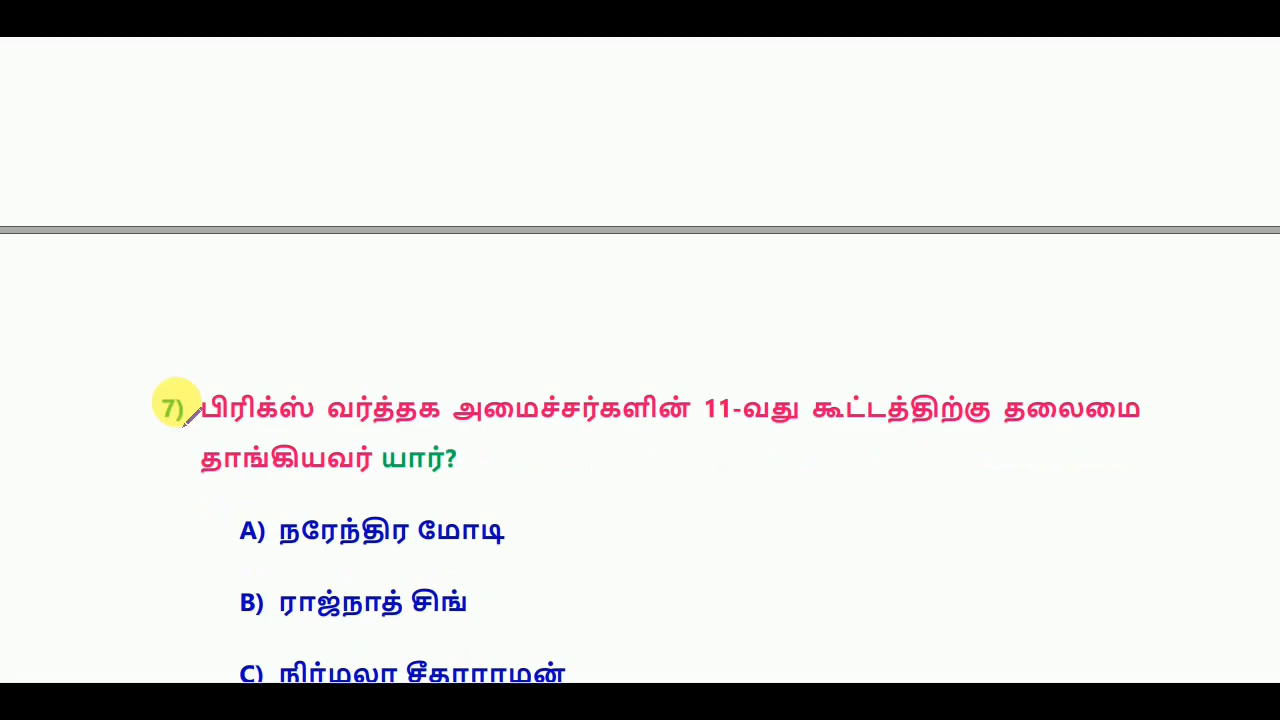 7) பிரிக்ஸ் வர்த்தக அமைச்சர்களின் 11-வது கூட்டத்திற்கு தலைமை
தாங்கியவர் யார்?
A) நரேந்திர மோடி
B) ராஜ்நாத் சிங்
C) நிர்மலா சீதாராமன்